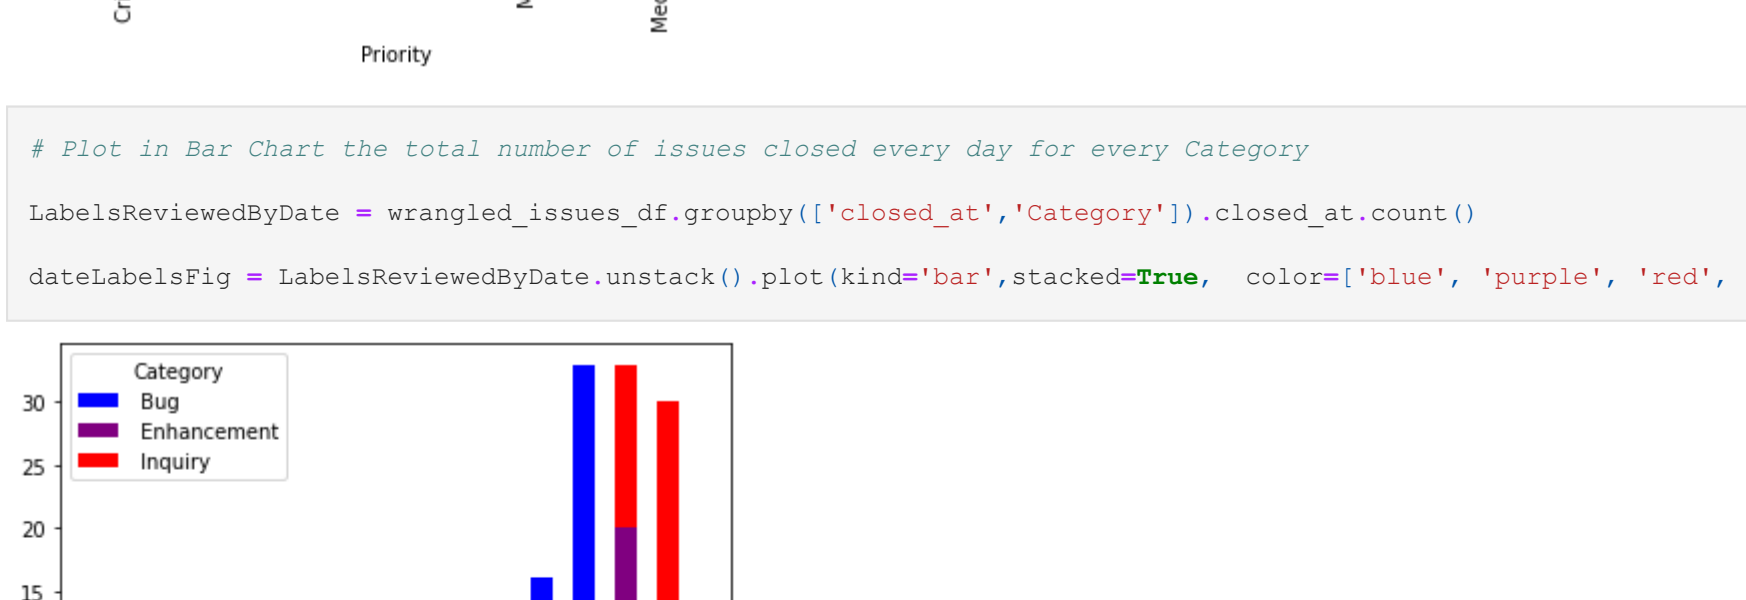 Priority
# Plot in Bar Chart the total number of issues closed every day for every Category
LabelsReviewedByDate = wrangled_issues_df.groupby(['closed_at','Category']).closed_at.count()
dateLabelsFig = LabelsReviewedByDate.unstack().plot(kind='bar',stacked=True,  color=['blue', 'purple', 'red',
Category
Bug
Enhancement
Inquiry
30
25
20
15